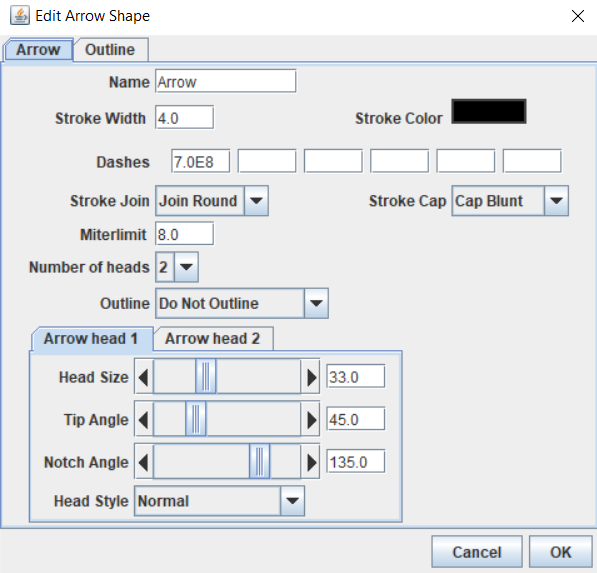 Edit Arrow Shape
Arrow Outline
Name Arrow
Stroke Width 4.0 Stroke Color
Dashes 7.0E8
Stroke Join Join Round Stroke Cap Cap Blunt
Miterlimit 8.0
Number of heads 2
Outline Do Not Outline
Arrow head 1 Arrow head 2
Head Size 33.0
Tip Angle 45.0
Notch Angle 135.0
Head Style Normal
Cancel OK